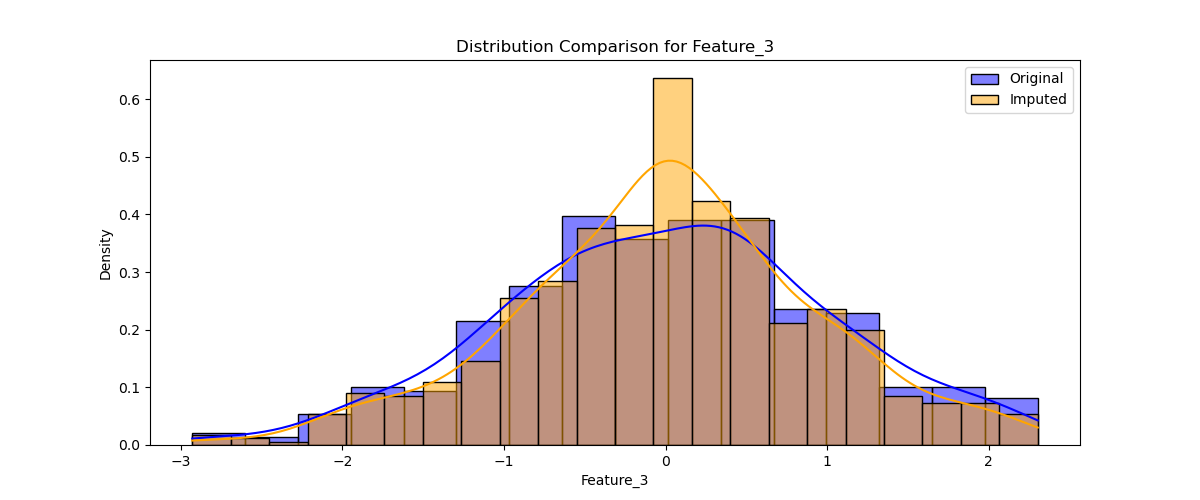 Distribution Comparison for Feature_3
Original
Imputed
Density
0.6
0.5
0.4
0.3
0.2
0.1
0.0
−3
−2
−1
0
1
2
Feature_3